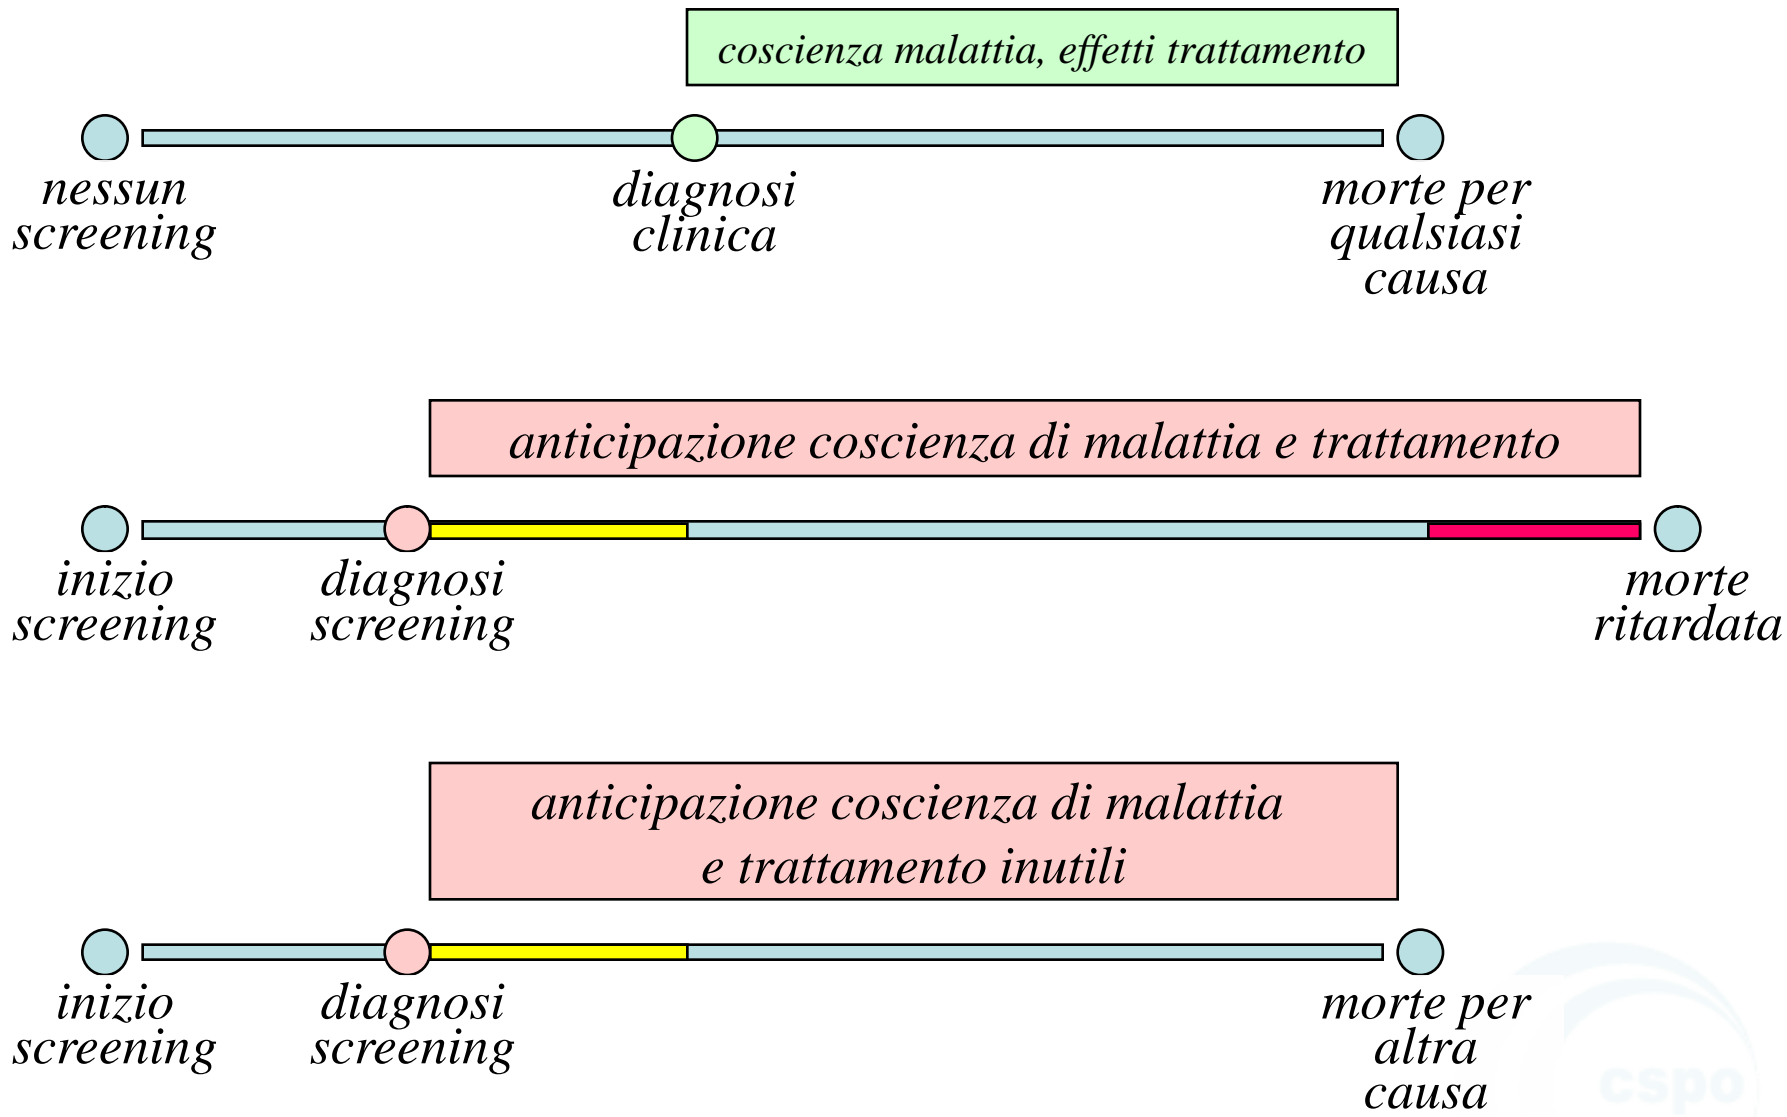 coscienza malattia, effetti trattamento
nessun
screening
diagnosi
clinica
morte per
qualsiasi
causa
anticipazione coscienza di malattia e trattamento
inizio
screening
diagnosi
screening
morte
ritardata
anticipazione coscienza di malattia
e trattamento inutili
inizio
screening
diagnosi
screening
morte per
altra
causa
cspo